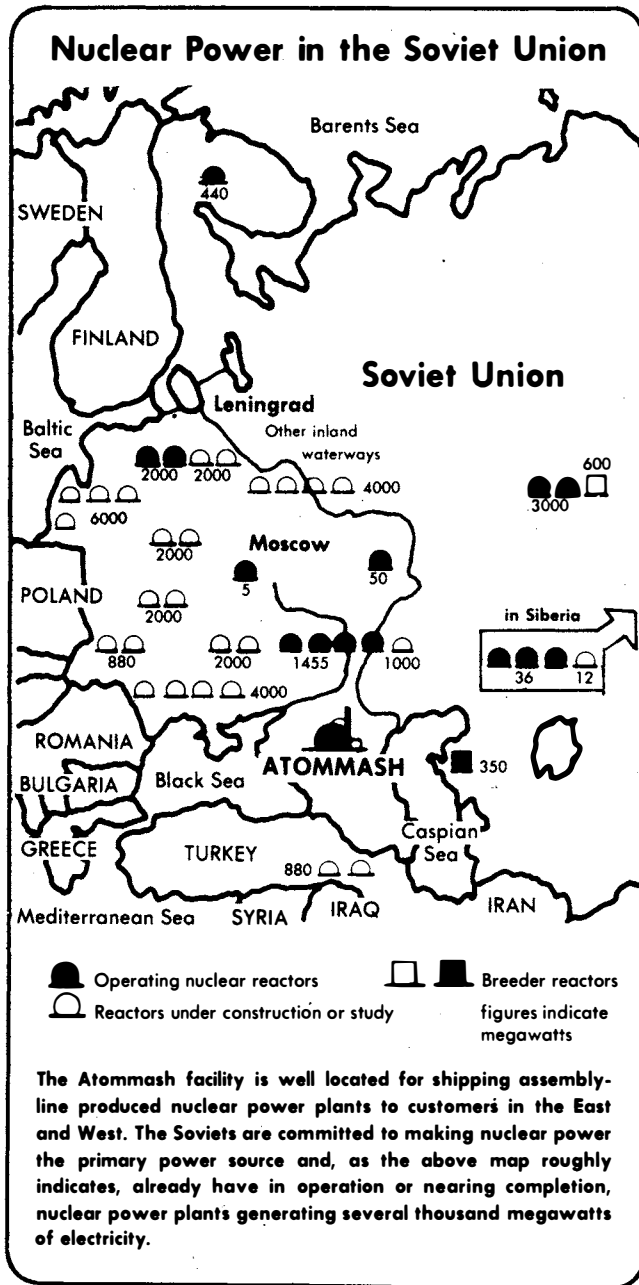 Nuclear Power in the Soviet Union
Barents Sea
440
SWEDEN
FINLAND
Soviet Union
Leningrad
Baltic
Sea
Other inland
waterways
2000 2000
600
3000
4000
6000
2000
Moscow
5
50
POLAND
2000
in Siberia
880
2000
1455
1000
36
12
4000
ROMANIA
ATOMMASH
350
BULGARIA
Black Sea
GREECE
TURKEY
Caspian
Sea
880
Mediterranean Sea
SYRIA
IRAQ
IRAN
Operating nuclear reactors
Breeder reactors
Reactors under construction or study
figures indicate
megawatts
The Atommash facility is well located for shipping assembly-
line produced nuclear power plants to customers in the East
and West. The Soviets are committed to making nuclear power
the primary power source and, as the above map roughly
indicates, already have in operation or nearing completion,
nuclear power plants generating several thousand megawatts
of electricity.